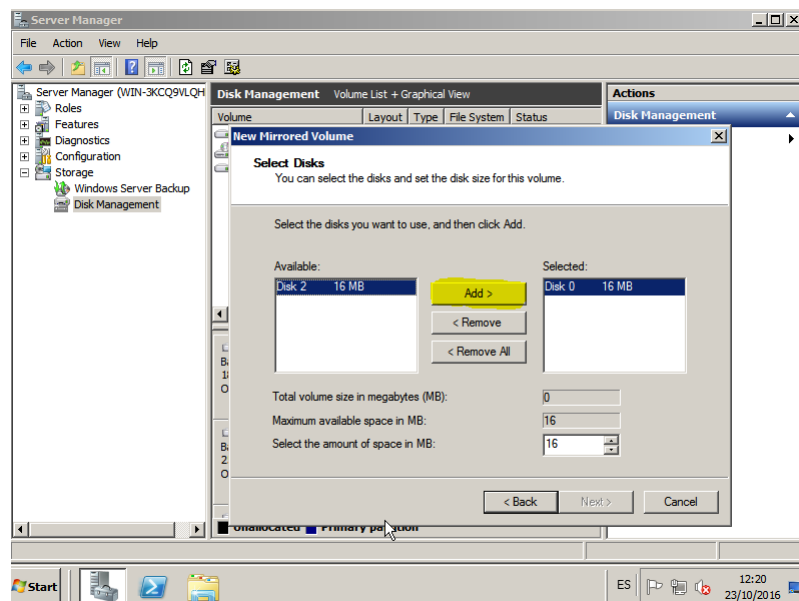 Server Manager
File Action View Help
Server Manager (WIN-3KCQ9VLQH
Roles
Features
Diagnostics
Configuration
Storage
Windows Server Backup
Disk Management
Disk Management Volume List + Graphical View
Volume Layout Type File System Status
Actions
Disk Management
New Mirrored Volume
Select Disks
You can select the disks and set the disk size for this volume.
Select the disks you want to use, and then click Add.
Available:
Disk 2 16 MB
Add >
< Remove
< Remove All
Selected:
Disk 0 16 MB
Total volume size in megabytes (MB): 0
Maximum available space in MB: 16
Select the amount of space in MB: 16
< Back Next > Cancel
Unallocated Primary partition
Start
ES
12:20
23/10/2016